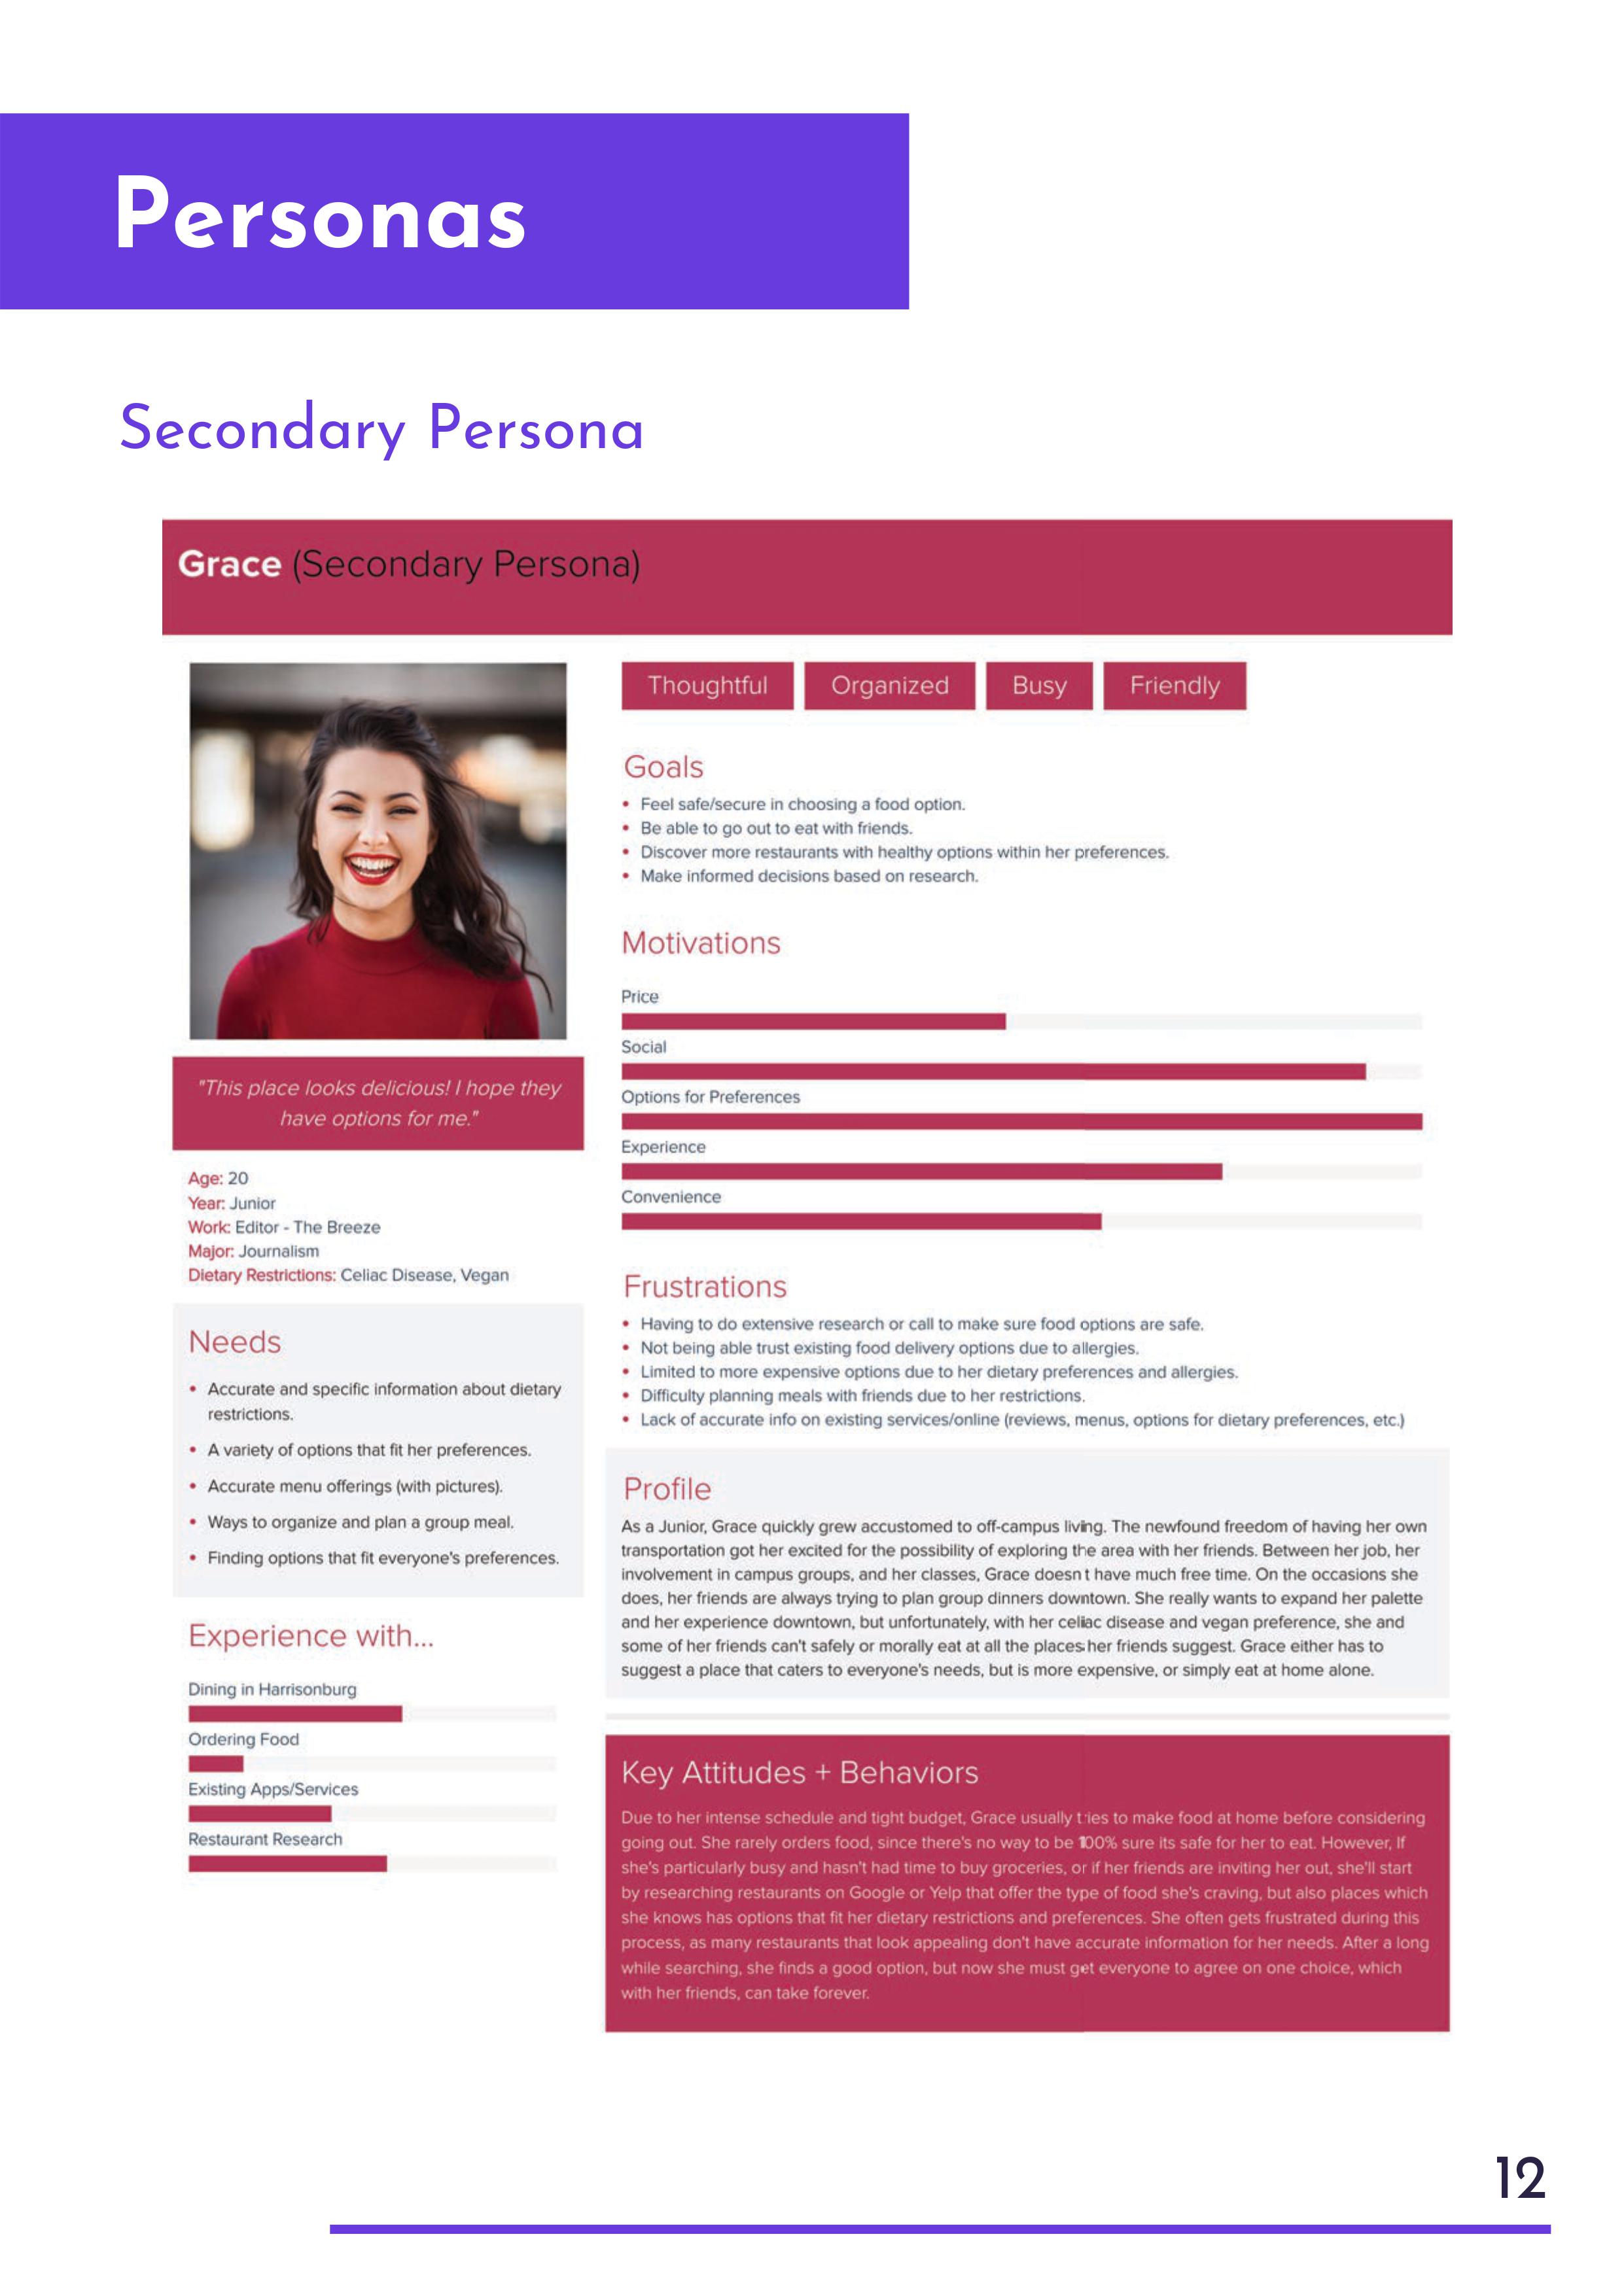 Personas
Secondary Persona
Grace (Secondary Persona)
"This place looks delicious! I hope they
have options for me."
Age: 20
Year: Junior
Work: Editor - The Breeze
Major: Journalism
Dietary Restrictions: Celiac Disease, Vegan
Needs
• Accurate and specific information about dietary
restrictions.
• A variety of options that fit her preferences.
• Accurate menu offerings (with pictures).
• Ways to organize and plan a group meal.
• Finding options that fit everyone's preferences.
Experience with...
Dining in Harrisonburg
Ordering Food
Existing Apps/Services
Restaurant Research
Thoughtful Organized Busy Friendly
Goals
• Feel safe/secure in choosing a food option.
• Be able to go out to eat with friends.
• Discover more restaurants with healthy options within her preferences.
• Make informed decisions based on research.
Motivations
Price
Social
Options for Preferences
Experience
Convenience
Frustrations
• Having to do extensive research or call to make sure food options are safe.
• Not being able trust existing food delivery options due to allergies.
• Limited to more expensive options due to her dietary preferences and allergies.
• Difficulty planning meals with friends due to her restrictions.
• Lack of accurate info on existing services/online (reviews, menus, options for dietary preferences, etc.)
Profile
As a Junior, Grace quickly grew accustomed to off-campus living. The newfound freedom of having her own
transportation got her excited for the possibility of exploring the area with her friends. Between her job, her
involvement in campus groups, and her classes, Grace doesn't have much free time. On the occasions she
does, her friends are always trying to plan group dinners downtown. She really wants to expand her palette
and her experience downtown, but unfortunately, with her celiac disease and vegan preference, she and
some of her friends can't safely or morally eat at all the places her friends suggest. Grace either has to
suggest a place that caters to everyone's needs, but is more expensive, or simply eat at home alone.
Key Attitudes + Behaviors
Due to her intense schedule and tight budget, Grace usually tries to make food at home before considering
going out. She rarely orders food, since there's no way to be 100% sure its safe for her to eat. However, If
she's particularly busy and hasn't had time to buy groceries, or if her friends are inviting her out, she'll start
by researching restaurants on Google or Yelp that offer the type of food she's craving, but also places which
she knows has options that fit her dietary restrictions and preferences. She often gets frustrated during this
process, as many restaurants that look appealing don't have accurate information for her needs. After a long
while searching, she finds a good option, but now she must get everyone to agree on one choice, which
with her friends, can take forever.
12